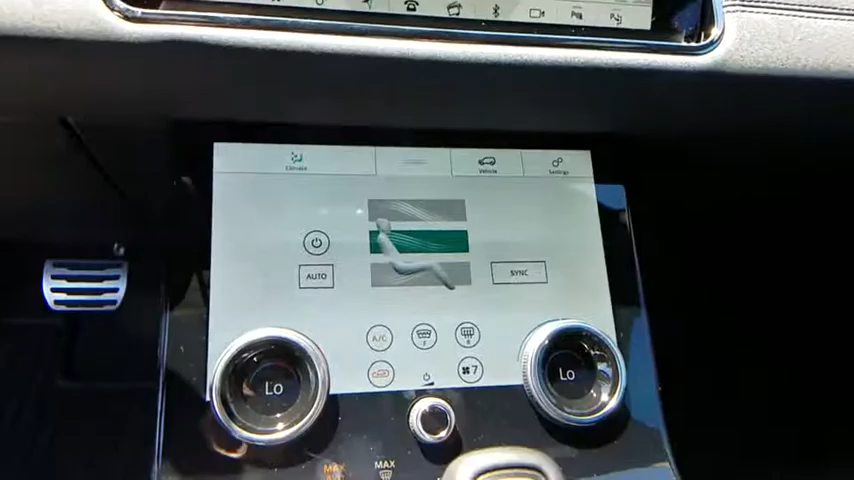 Climate
Vehicle
Settings
AUTO
SYNC
A/C
F
R
7
Lo
Lo
MAX
MAX